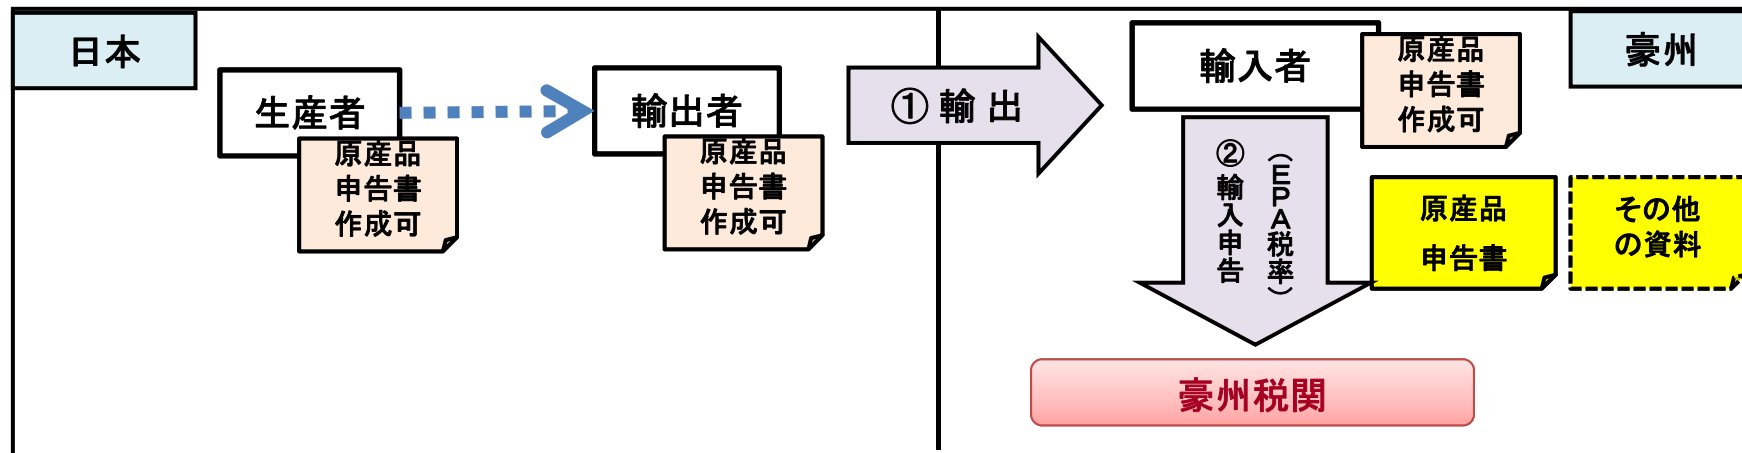 日本
生産者
原産品
申告書
作成可
輸出者
原産品
申告書
作成可
①輸出
輸入者
原産品
申告書
作成可
豪州
②輸入申告
（ＥＰＡ税率）
原産品
申告書
その他
の資料
豪州税関